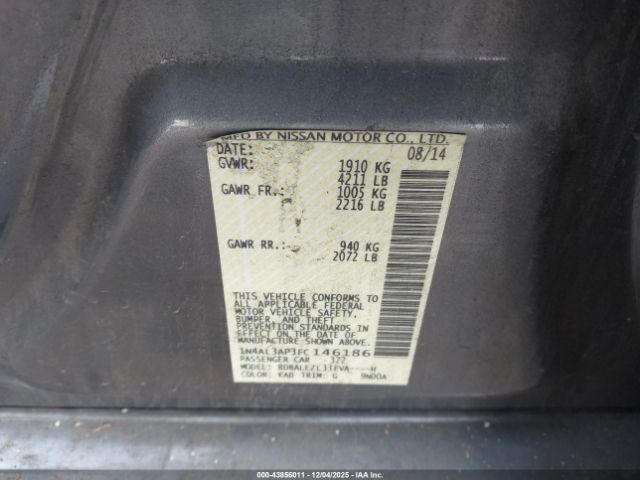 MFD BY NISSAN MOTOR CO., LTD.
DATE: 08/14
GVWR: 1910 KG
4211 LB
GAWR FR.: 1005 KG
2216 LB
GAWR RR.: 940 KG
2072 LB
THIS VEHICLE CONFORMS TO
ALL APPLICABLE FEDERAL
MOTOR VEHICLE SAFETY,
BUMPER, AND THEFT
PREVENTION STANDARDS IN
EFFECT ON THE DATE OF
MANUFACTURE SHOWN ABOVE.
1N4AL3AP3FC146186
PASSENGER CAR 322
MODEL:
COLOR: KAD TRIM: G
000-43856011 - 12/04/2025 - IAA Inc.